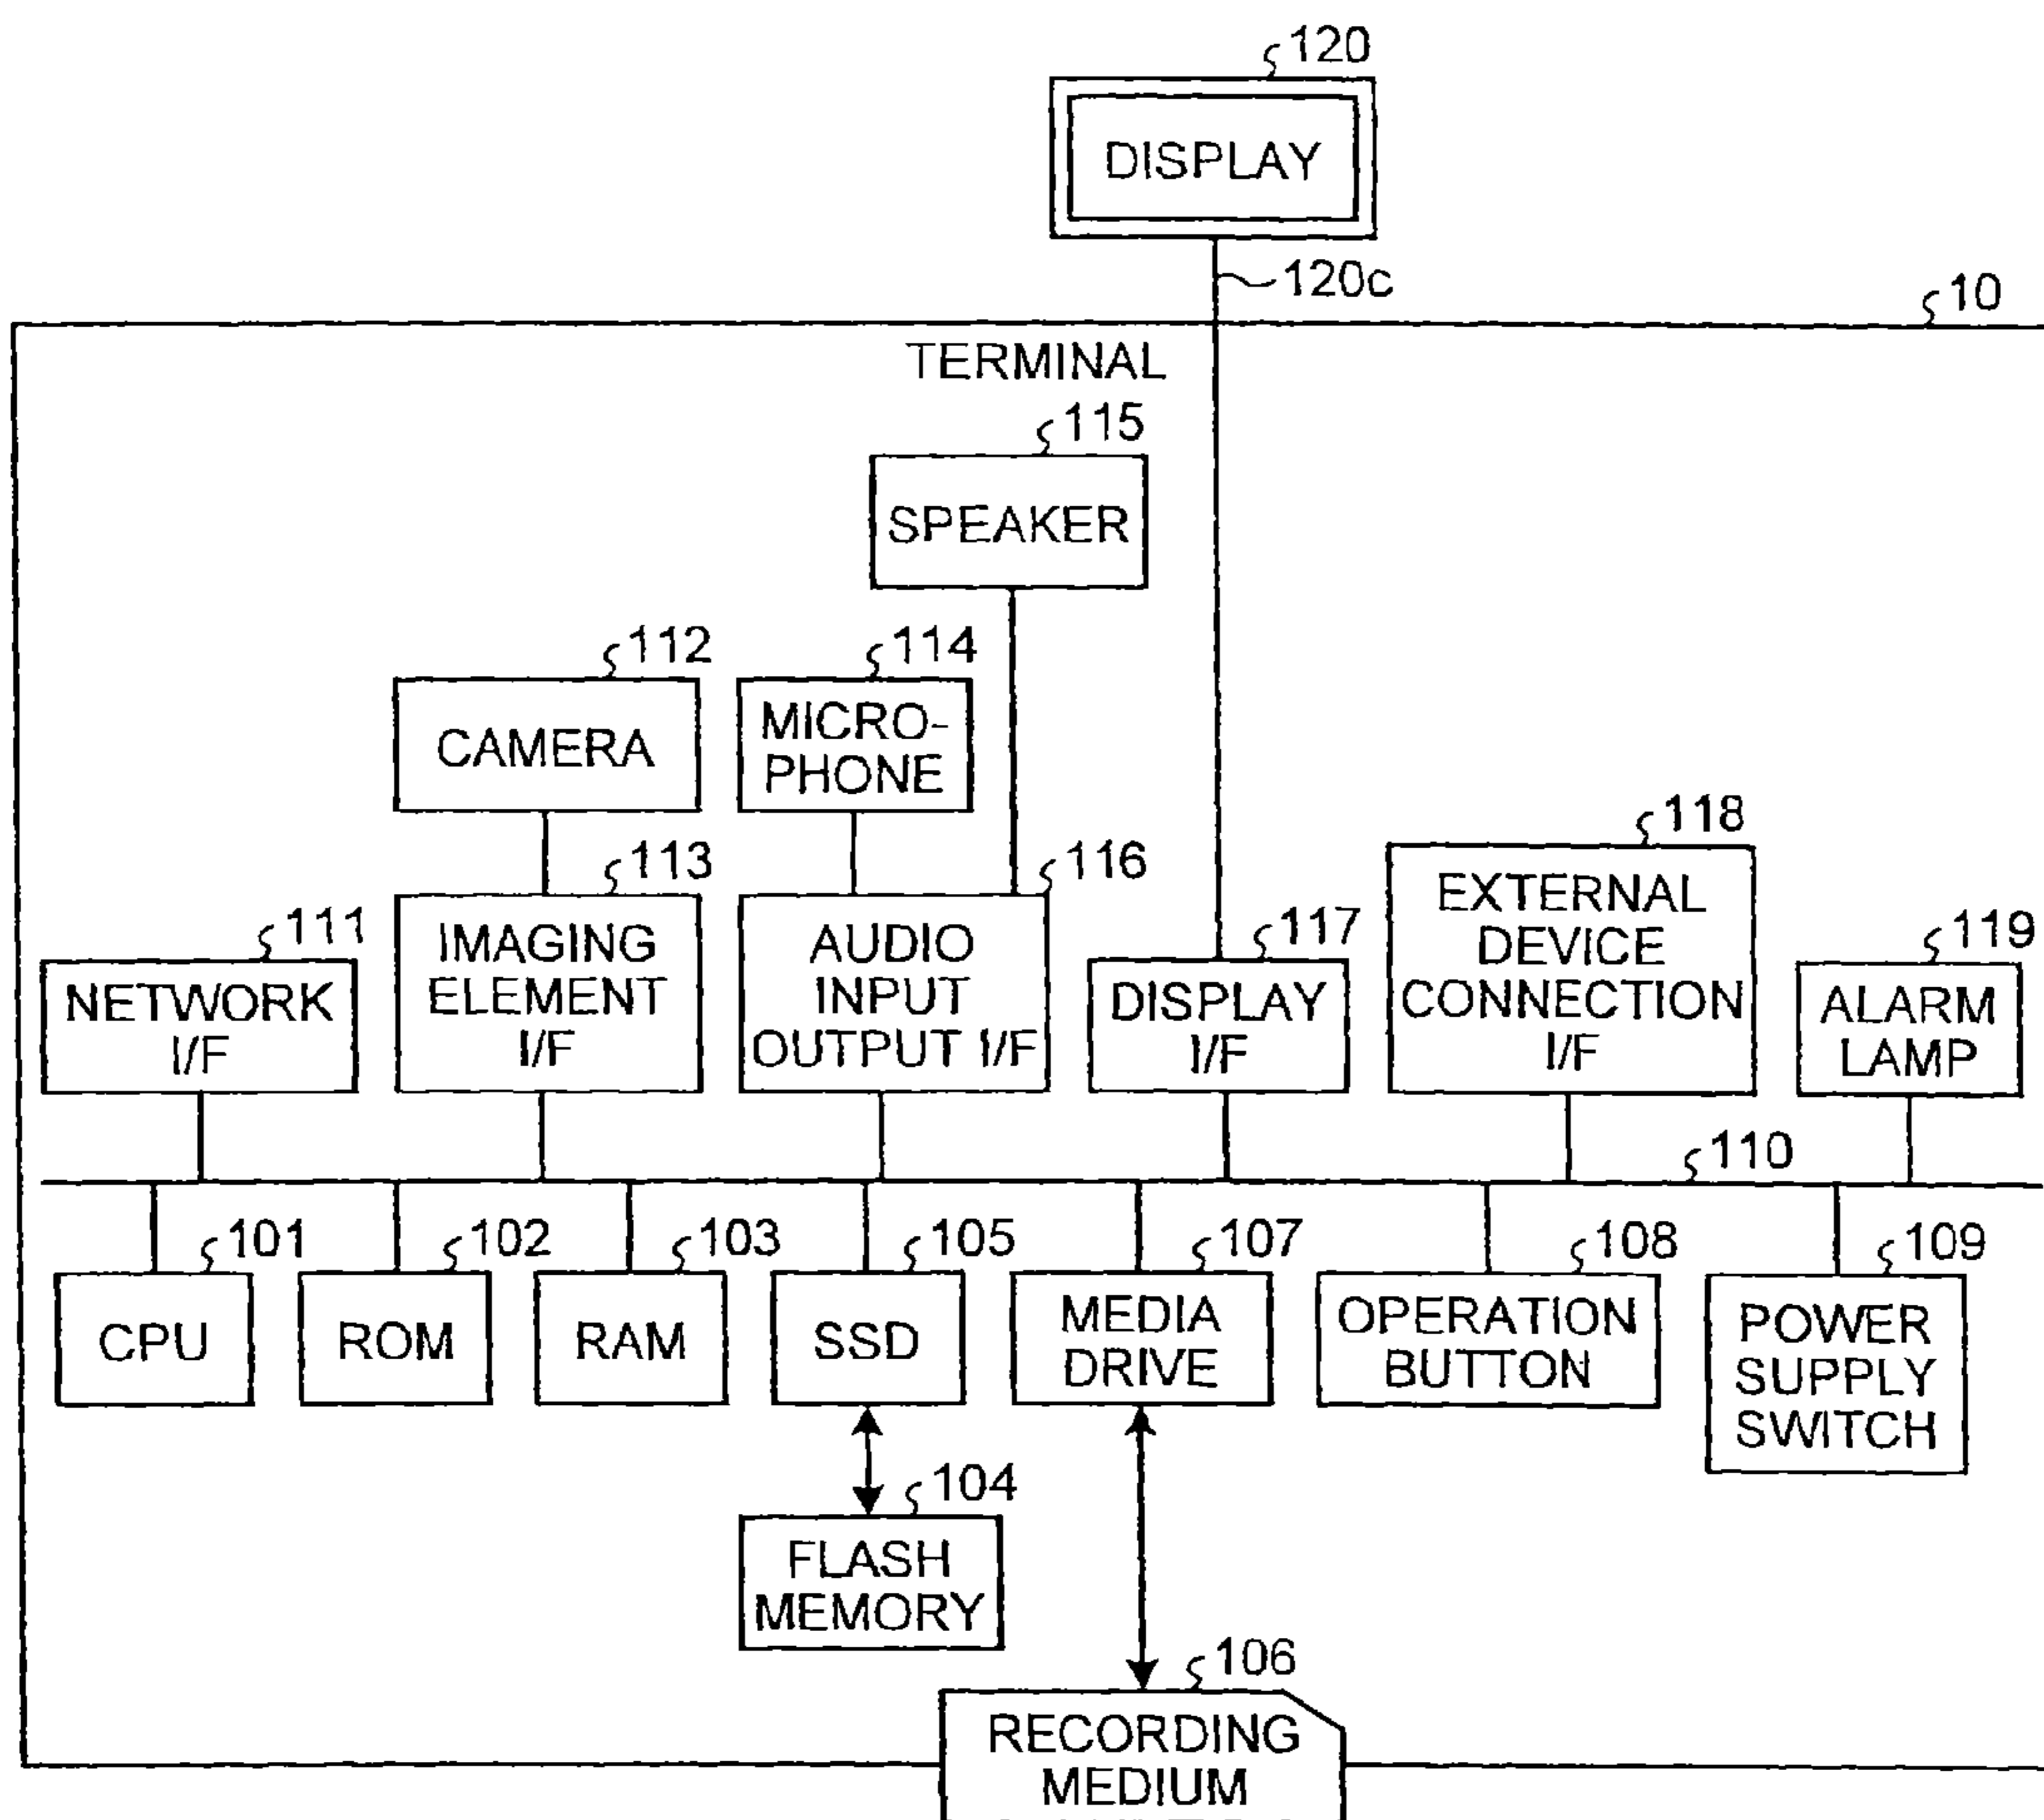 120
DISPLAY
120c
10
TERMINAL
115
SPEAKER
112
114
CAMERA
MICRO-
PHONE
118
113
116
EXTERNAL
DEVICE
CONNECTION
I/F
111
IMAGING
ELEMENT
I/F
AUDIO
INPUT
OUTPUT I/F
117
119
NETWORK
I/F
DISPLAY
I/F
ALARM
LAMP
110
101
102
103
105
107
108
109
CPU
ROM
RAM
SSD
MEDIA
DRIVE
OPERATION
BUTTON
POWER
SUPPLY
SWITCH
104
FLASH
MEMORY
106
RECORDING
MEDIUM